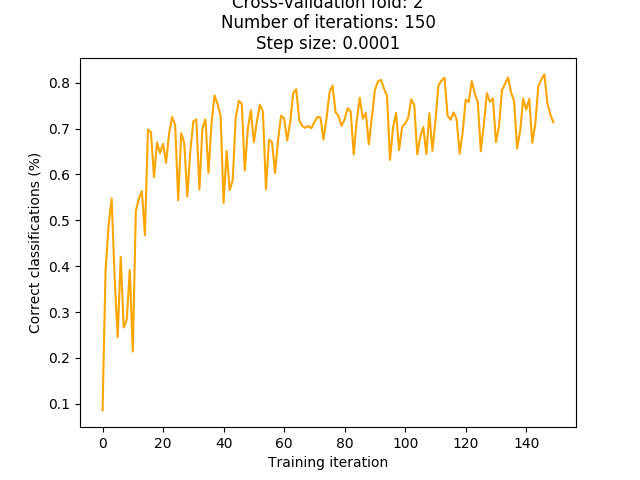 Cross-validation fold: 2
Number of iterations: 150
Step size: 0.0001
0.8
0.7
0.6
0.5
0.4
0.3
0.2
0.1
Correct classifications (%)
0 20 40 60 80 100 120 140
Training iteration